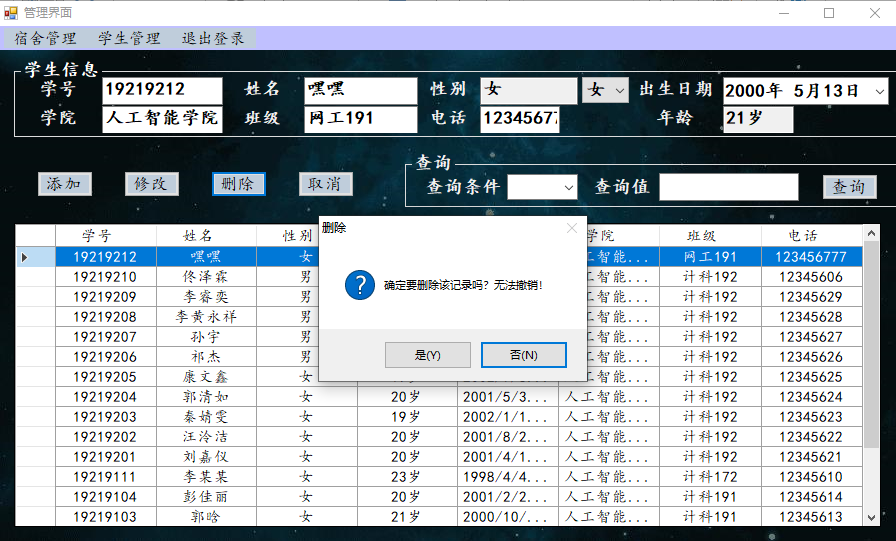 管理界面
宿舍管理 学生管理 退出登录
学生信息
学号 19219212 姓名 嘿嘿 性别 女 女 出生日期 2000年 5月13日
学院 人工智能学院 班级 网工191 电话 1234567 年龄 21岁
添加 修改 删除 取消
查询
查询条件 查询值 查询
学号 姓名 性别 学院 班级 电话
19219212 嘿嘿 女 工智能... 网工191 123456777
19219210 佟泽霖 男 工智能... 计科192 12345606
19219209 李睿奕 男 工智能... 计科192 12345629
19219208 李黄永祥 男 工智能... 计科192 12345628
19219207 孙宇 男 工智能... 计科192 12345627
19219206 祁杰 男 工智能... 计科192 12345626
19219205 康文鑫 女 工智能... 计科192 12345625
19219204 郭清如 女 20岁 2001/5/3... 人工智能... 计科192 12345624
19219203 秦婧雯 女 19岁 2002/1/1... 人工智能... 计科192 12345623
19219202 汪泠洁 女 20岁 2001/8/2... 人工智能... 计科192 12345622
19219201 刘嘉仪 女 20岁 2001/4/1... 人工智能... 计科192 12345621
19219111 李某某 女 23岁 1998/4/4... 人工智能... 计科172 12345610
19219104 彭佳丽 女 20岁 2001/2/2... 人工智能... 计科191 12345614
19219103 郭晗 女 21岁 2000/10/... 人工智能... 计科191 12345613
删除
确定要删除该记录吗？无法撤销！
是(Y) 否(N)